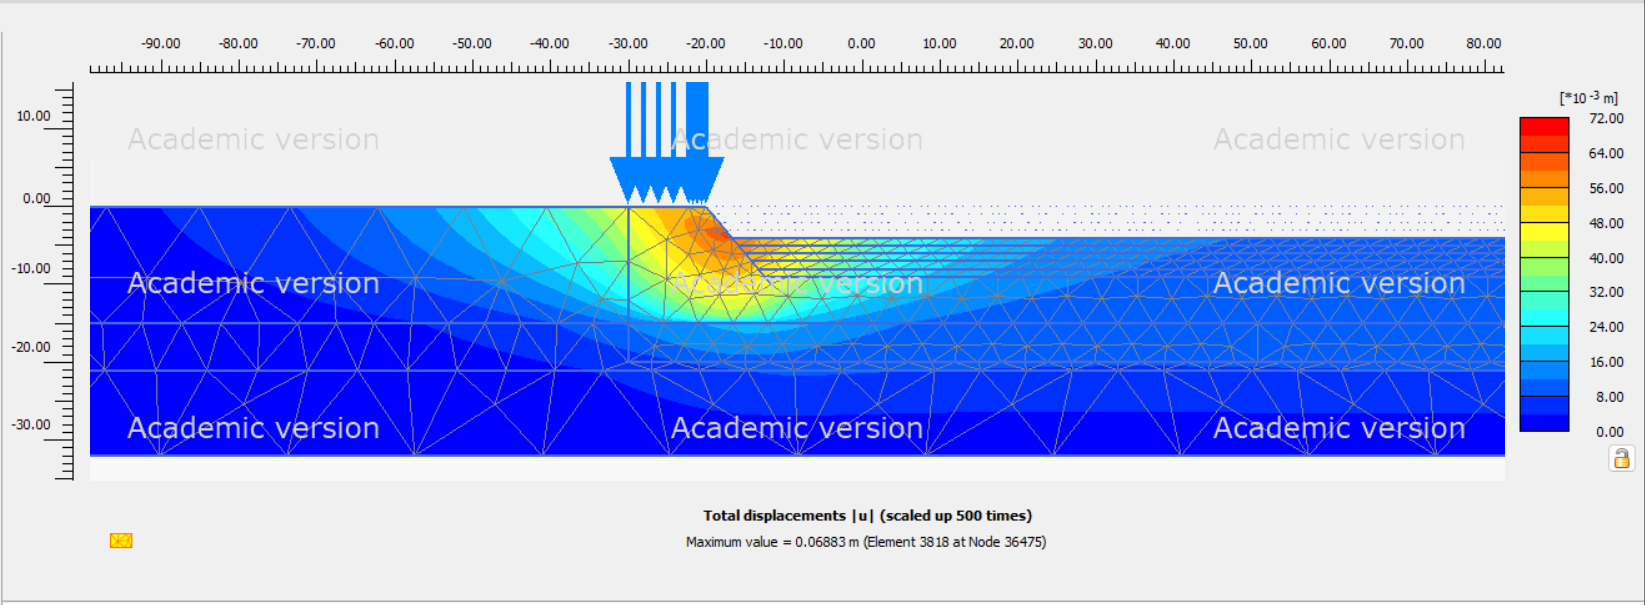 -90.00 -80.00 -70.00 -60.00 -50.00 -40.00 -30.00 -20.00 -10.00 0.00 10.00 20.00 30.00 40.00 50.00 60.00 70.00 80.00
[*10 -3 m]
10.00
0.00
-10.00
-20.00
-30.00
72.00
64.00
56.00
48.00
40.00
32.00
24.00
16.00
8.00
0.00
Academic version Academic version Academic version
Academic version Academic version Academic version
Academic version Academic version Academic version
Total displacements |u| (scaled up 500 times)
Maximum value = 0.06883 m (Element 3818 at Node 36475)